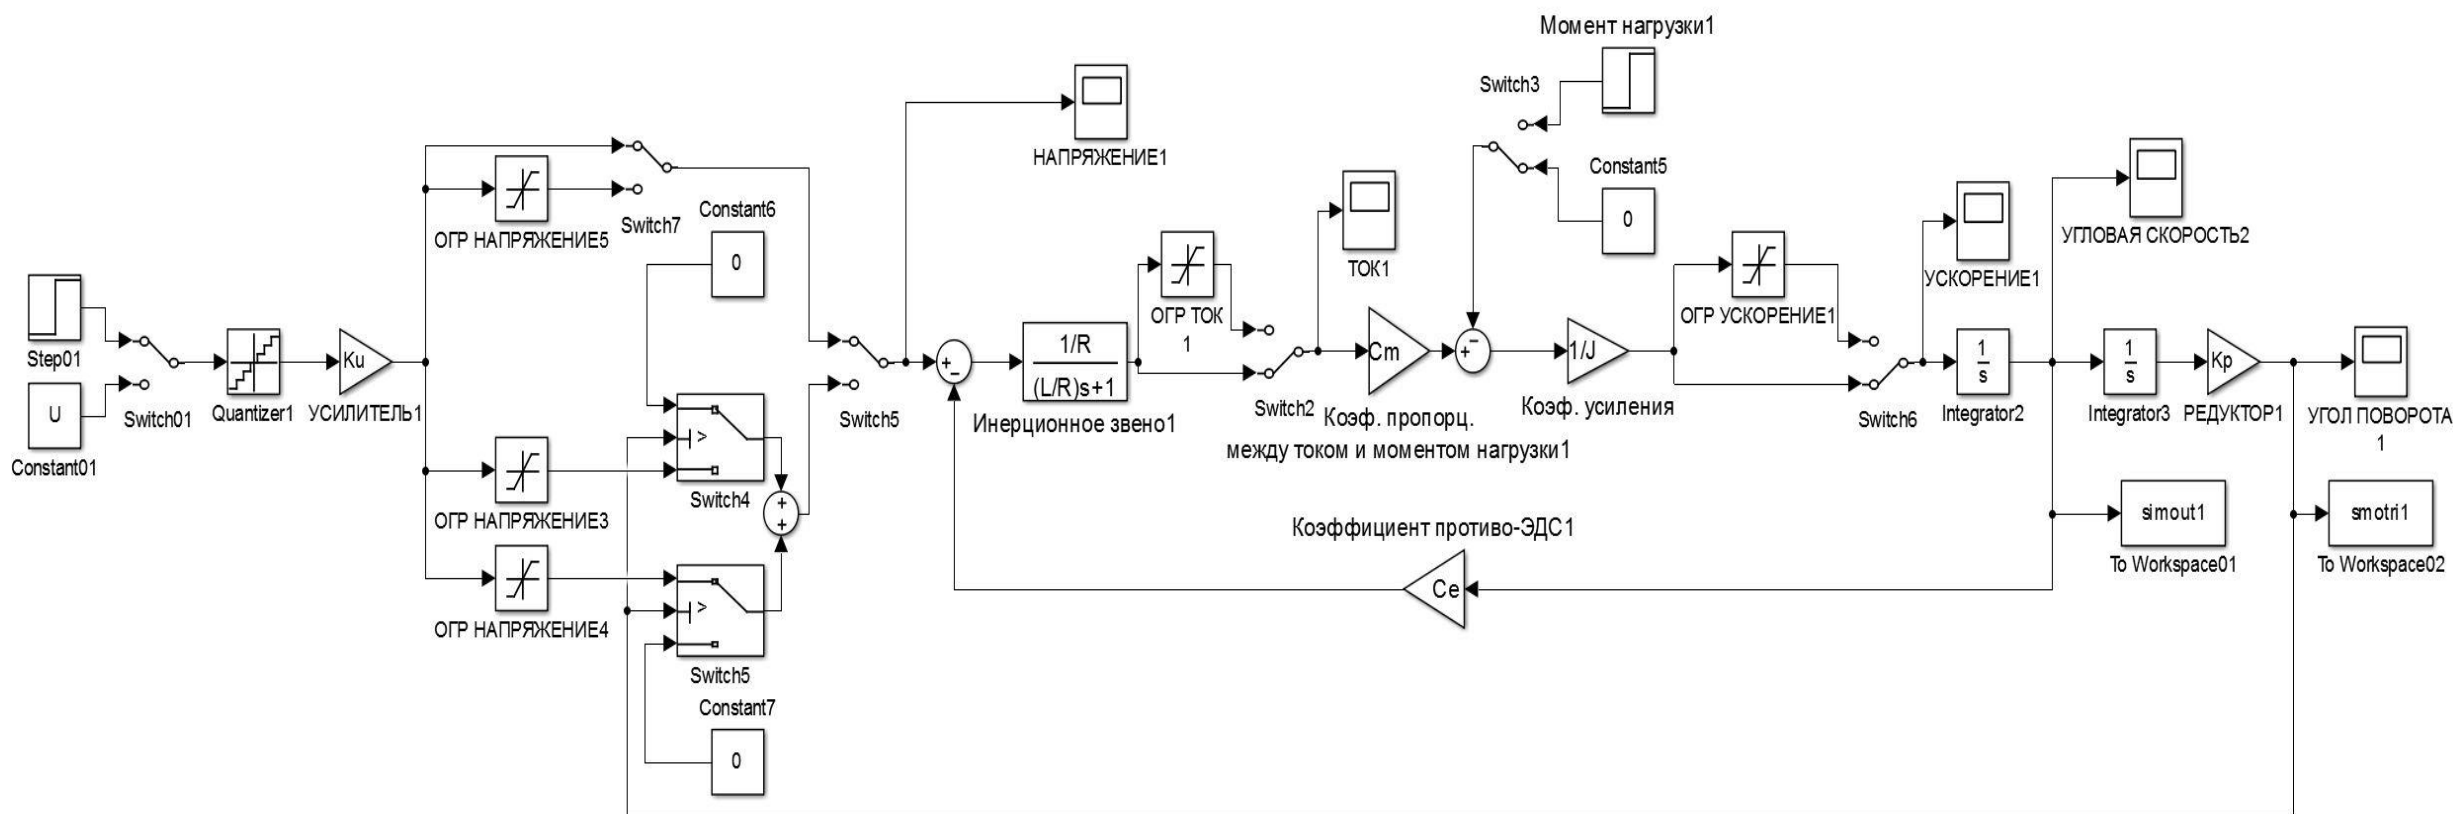 Момент нагрузки1
Switch3
НАПРЯЖЕНИЕ1
Constant5
0
ТОК1
УГЛОВАЯ СКОРОСТЬ2
УСКОРЕНИЕ1
Switch7
ОГР НАПРЯЖЕНИЕ5
Constant6
0
ОГР ТОК
1
ОГР УСКОРЕНИЕ1
Step01
U
Constant01
Switch01
Quantizer1
Ku
УСИЛИТЕЛЬ1
Switch5
+
−
1/R
(L/R)s+1
Инерционное звено1
Switch2
Cm
Коэф. пропорц.
между током и моментом нагрузки1
+
−
1/J
Коэф. усиления
Switch6
1
s
Integrator2
1
s
Integrator3
Kp
РЕДУКТОР1
УГОЛ ПОВОРОТА
1
>
Switch4
ОГР НАПРЯЖЕНИЕ3
+
+
simout1
To Workspace01
smotri1
To Workspace02
Коэффициент противо-ЭДС1
Ce
ОГР НАПРЯЖЕНИЕ4
>
Switch5
Constant7
0